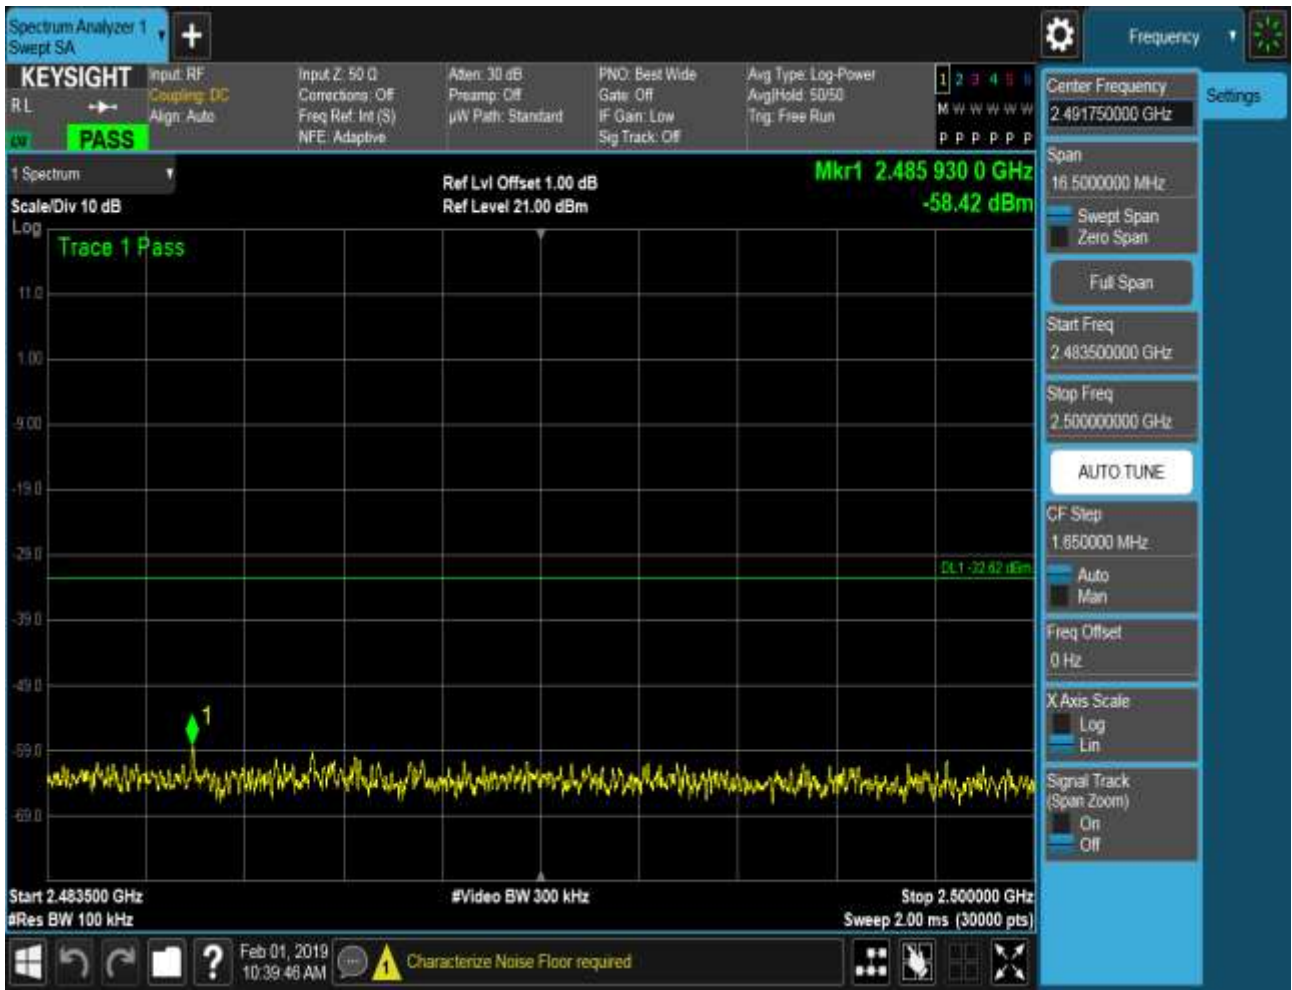 Spectrum Analyzer 1
Swept SA
+
Frequency
KEYSIGHT
R L
PASS
Input: RF
Coupling: DC
Align: Auto
Input Z: 50 Ω
Corrections: Off
Freq Ref: Int (S)
NFE: Adaptive
Atten: 30 dB
Preamp: Off
µW Path: Standard
PNO: Best Wide
Gate: Off
IF Gain: Low
Sig Track: Off
Avg Type: Log-Power
Avg|Hold: 50/50
Trig: Free Run
1 2 3 4 5 6
M W W W W W
P P P P P P
1 Spectrum
Scale/Div 10 dB
Log
Ref Lvl Offset 1.00 dB
Ref Level 21.00 dBm
Mkr1 2.485 930 0 GHz
-58.42 dBm
Trace 1 Pass
11.0
1.00
-9.00
-19.0
-29.0
DL1 -32.62 dBm
-39.0
-49.0
1
-59.0
-69.0
Start 2.483500 GHz
#Video BW 300 kHz
Stop 2.500000 GHz
#Res BW 100 kHz
Sweep 2.00 ms (30000 pts)
Center Frequency
2.491750000 GHz
Settings
Span
16.5000000 MHz
Swept Span
Zero Span
Full Span
Start Freq
2.483500000 GHz
Stop Freq
2.500000000 GHz
AUTO TUNE
CF Step
1.650000 MHz
Auto
Man
Freq Offset
0 Hz
X Axis Scale
Log
Lin
Signal Track
(Span Zoom)
On
Off
?
Feb 01, 2019
10:39:46 AM
1
Characterize Noise Floor required